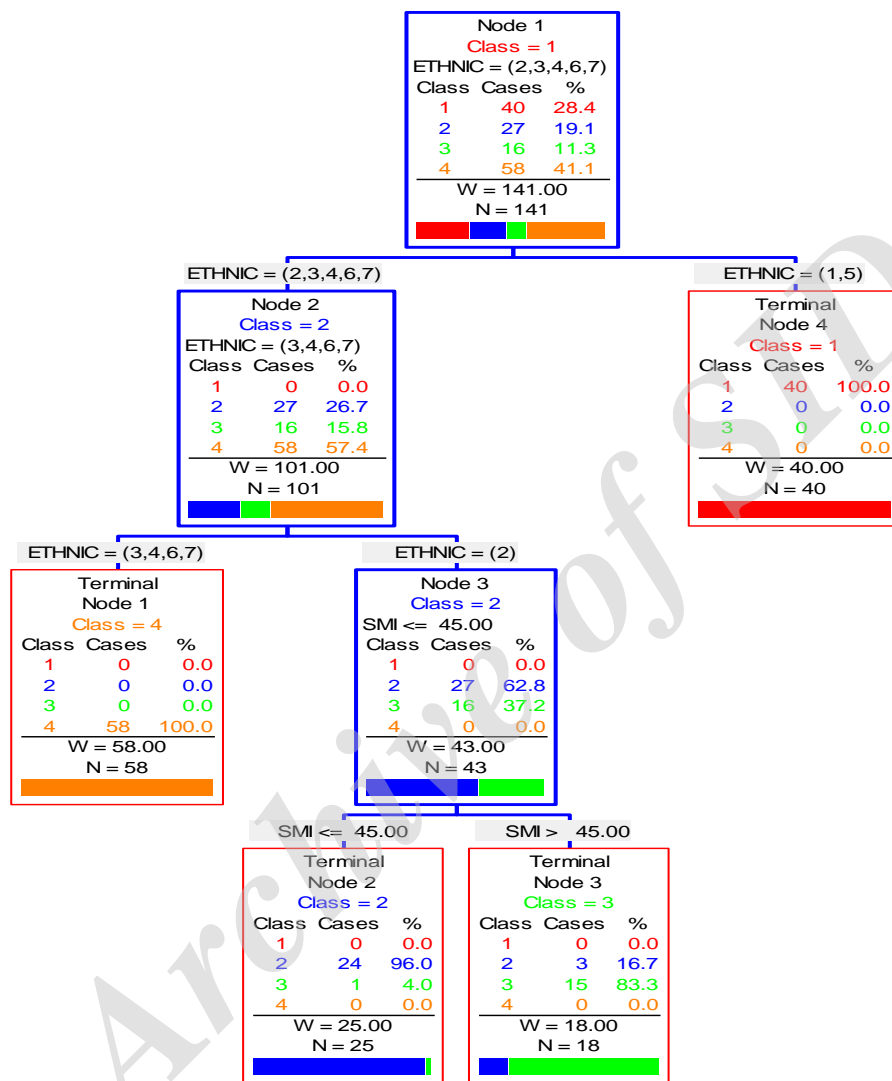 Node 1
Class = 1
ETHNIC = (2,3,4,6,7)
Class Cases %
1 40 28.4
2 27 19.1
3 16 11.3
4 58 41.1
W = 141.00
N = 141
ETHNIC = (2,3,4,6,7)
ETHNIC = (1,5)
Node 2
Class = 2
ETHNIC = (3,4,6,7)
Class Cases %
1 0 0.0
2 27 26.7
3 16 15.8
4 58 57.4
W = 101.00
N = 101
Terminal
Node 4
Class = 1
Class Cases %
1 40 100.0
2 0 0.0
3 0 0.0
4 0 0.0
W = 40.00
N = 40
ETHNIC = (3,4,6,7)
ETHNIC = (2)
Terminal
Node 1
Class = 4
Class Cases %
1 0 0.0
2 0 0.0
3 0 0.0
4 58 100.0
W = 58.00
N = 58
Node 3
Class = 2
SMI <= 45.00
Class Cases %
1 0 0.0
2 27 62.8
3 16 37.2
4 0 0.0
W = 43.00
N = 43
SMI <= 45.00
SMI > 45.00
Terminal
Node 2
Class = 2
Class Cases %
1 0 0.0
2 24 96.0
3 1 4.0
4 0 0.0
W = 25.00
N = 25
Terminal
Node 3
Class = 3
Class Cases %
1 0 0.0
2 3 16.7
3 15 83.3
4 0 0.0
W = 18.00
N = 18
Archive of